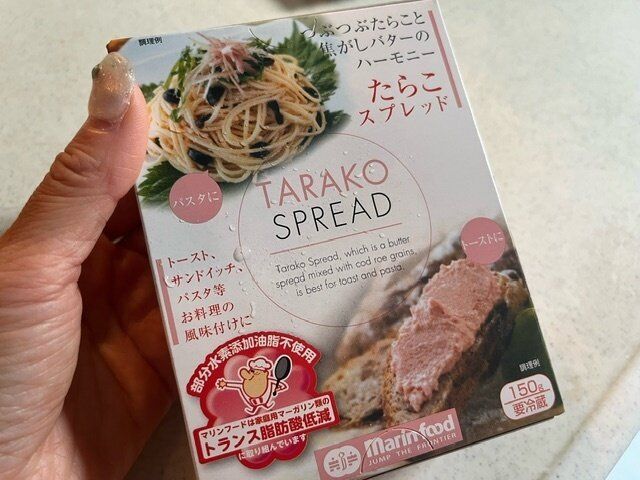 調理例
つぶつぶたらこと
焦がしバターの
ハーモニー
たらこ
スプレッド
パスタに
TARAKO
SPREAD
Tarako Spread, which is a butter
spread mixed with cod roe grains,
is best for toast and pasta.
トーストに
トースト、
サンドイッチ、
パスタ等
お料理の
風味付けに
部分水素添加油脂不使用
マリンフードは家庭用マーガリン類の
トランス脂肪酸低減
に取り組んでいます
調理例
150g
要冷蔵
marinfood
JUMP THE FRONTIER